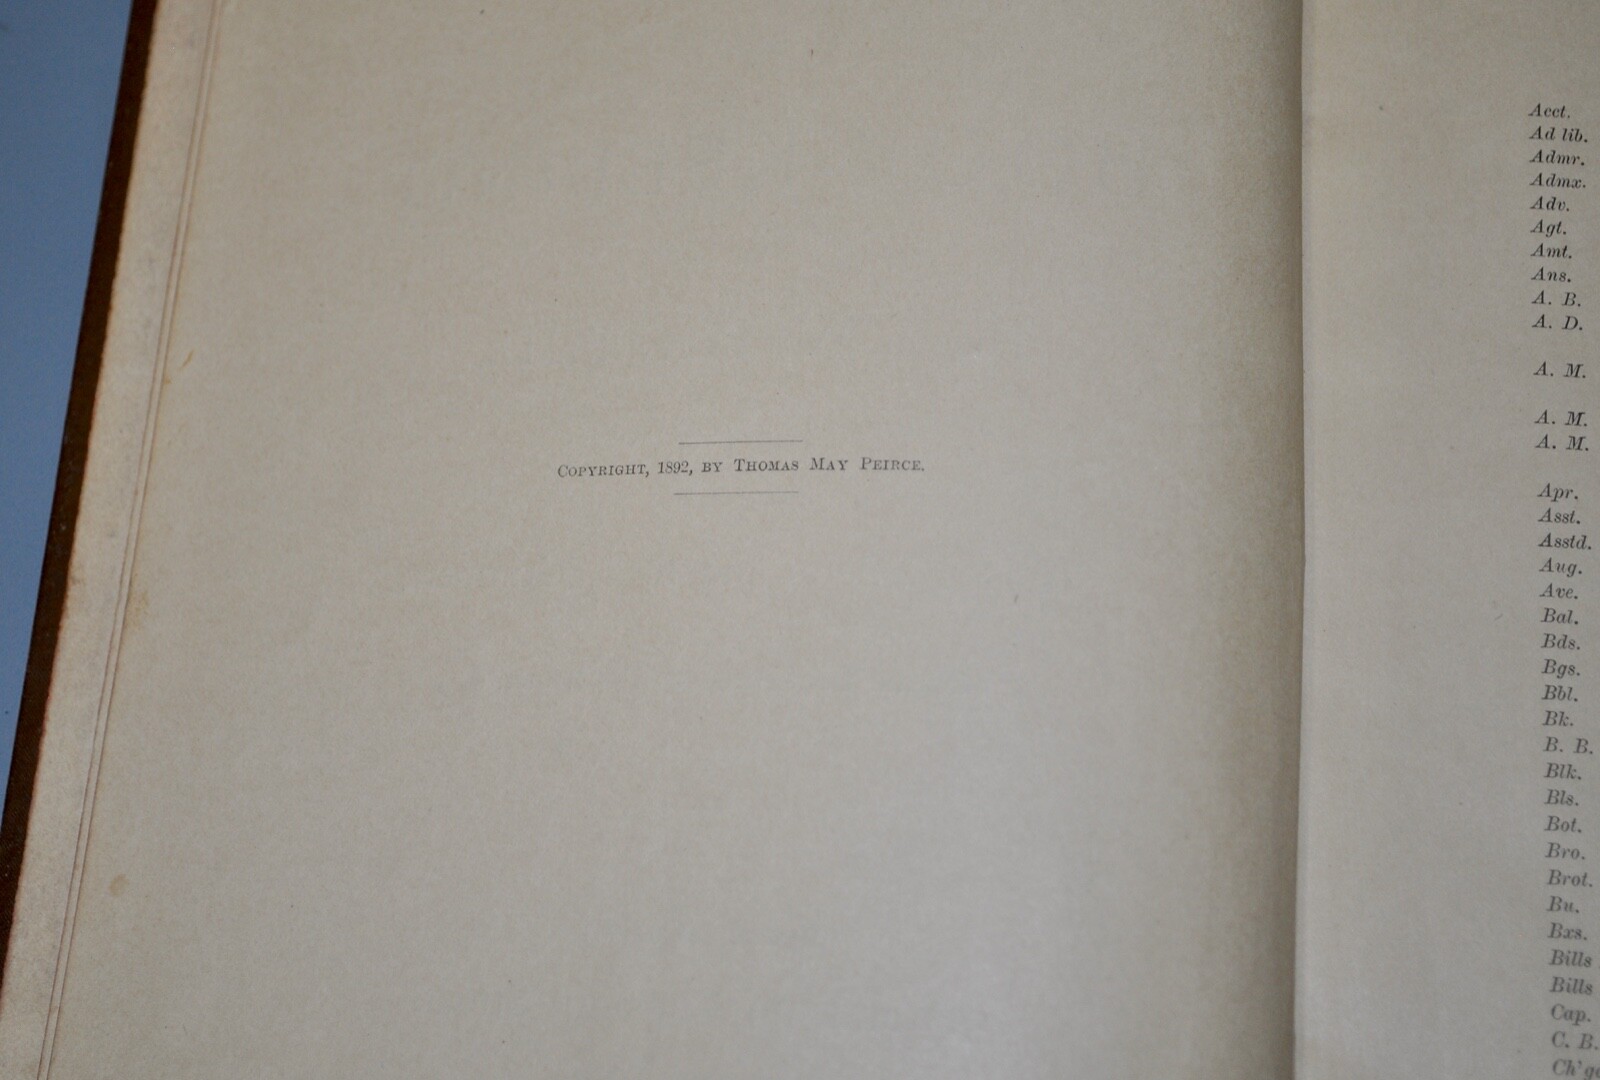 Copyright, 1892, by Thomas May Peirce.
Acct.
Ad lib.
Admr.
Admx.
Adv.
Agt.
Amt.
Ans.
A. B.
A. D.
A. M.
A. M.
A. M.
Apr.
Asst.
Asstd.
Aug.
Ave.
Bal.
Bds.
Bgs.
Bbl.
Bk.
B. B.
Blk.
Bls.
Bot.
Bro.
Brot.
Bu.
Bxs.
Bills
Bills
Cap.
C. B.